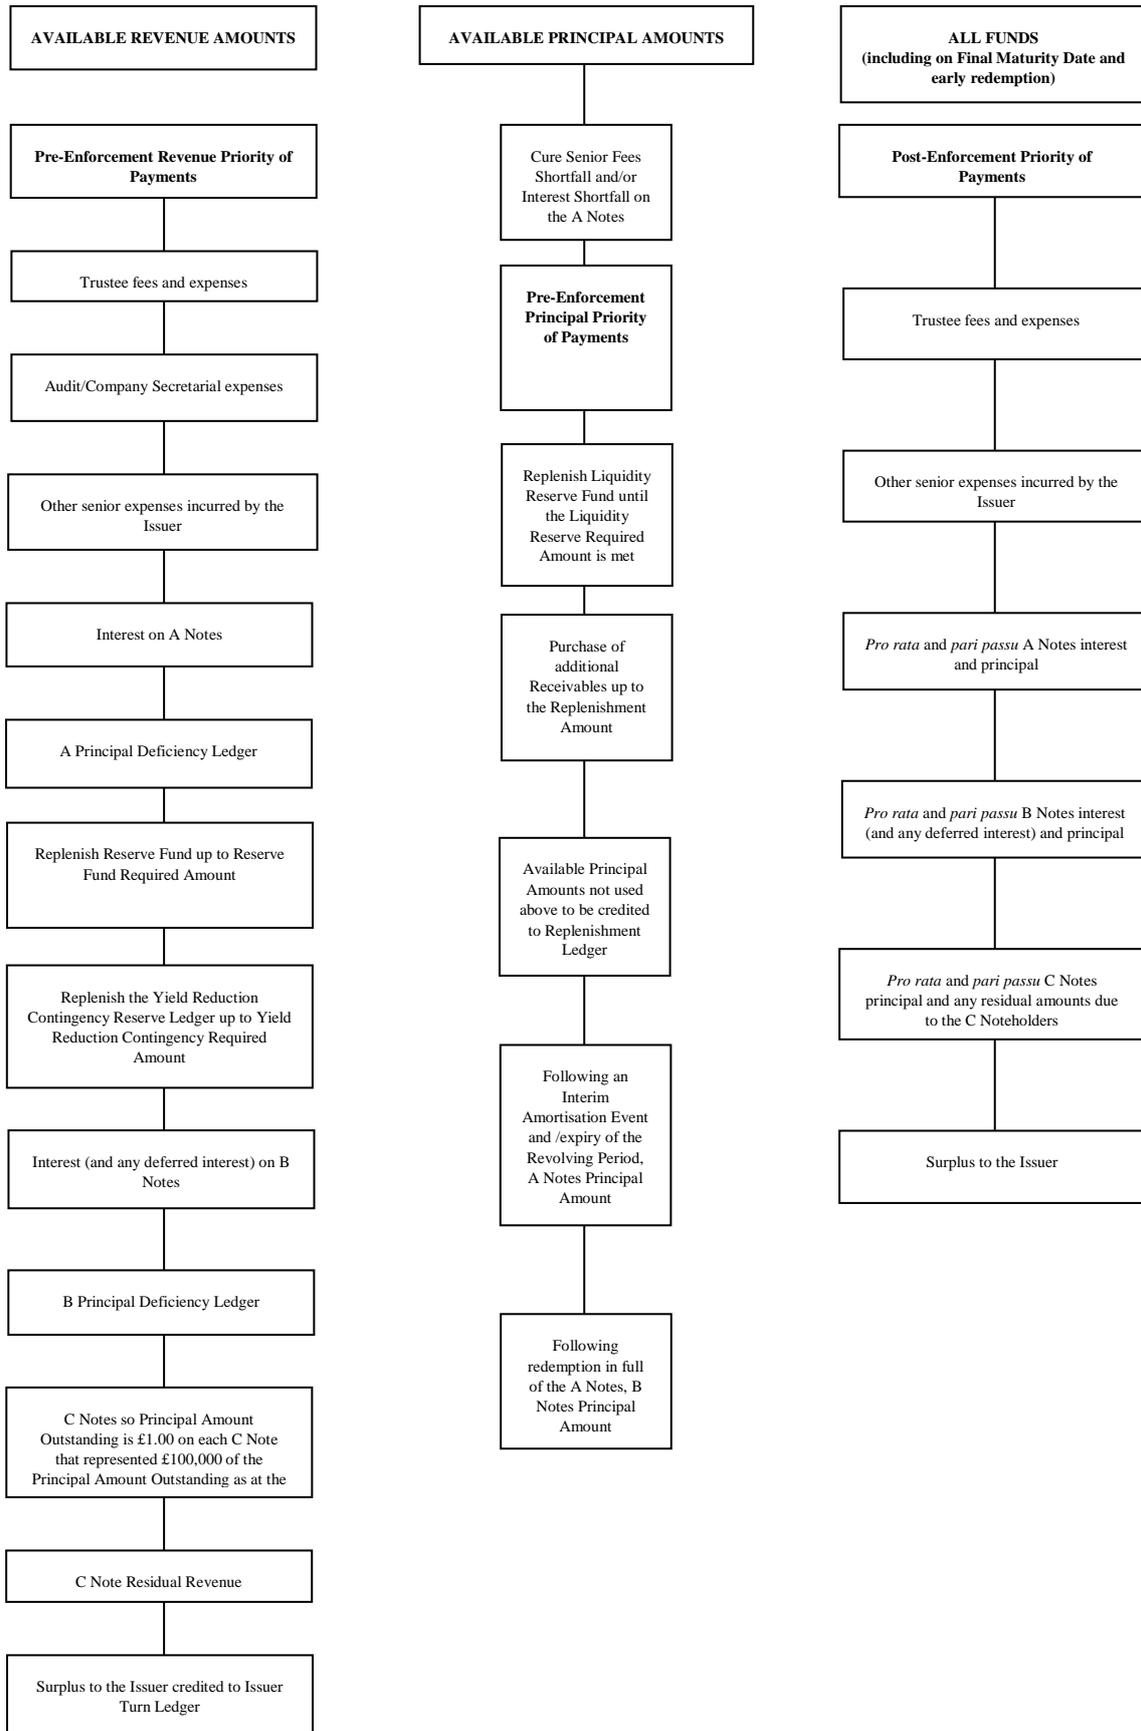 AVAILABLE REVENUE AMOUNTS
Pre-Enforcement Revenue Priority of
Payments
Trustee fees and expenses
Audit/Company Secretarial expenses
Other senior expenses incurred by the
Issuer
Interest on A Notes
A Principal Deficiency Ledger
Replenish Reserve Fund up to Reserve
Fund Required Amount
Replenish the Yield Reduction
Contingency Reserve Ledger up to Yield
Reduction Contingency Required
Amount
Interest (and any deferred interest) on B
Notes
B Principal Deficiency Ledger
C Notes so Principal Amount
Outstanding is £1.00 on each C Note
that represented £100,000 of the
Principal Amount Outstanding as at the
C Note Residual Revenue
Surplus to the Issuer credited to Issuer
Turn Ledger
AVAILABLE PRINCIPAL AMOUNTS
Cure Senior Fees
Shortfall and/or
Interest Shortfall on
the A Notes
Pre-Enforcement
Principal Priority
of Payments
Replenish Liquidity
Reserve Fund until
the Liquidity
Reserve Required
Amount is met
Purchase of
additional
Receivables up to
the Replenishment
Amount
Available Principal
Amounts not used
above to be credited
to Replenishment
Ledger
Following an
Interim
Amortisation Event
and /expiry of the
Revolving Period,
A Notes Principal
Amount
Following
redemption in full
of the A Notes, B
Notes Principal
Amount
ALL FUNDS
(including on Final Maturity Date and
early redemption)
Post-Enforcement Priority of
Payments
Trustee fees and expenses
Other senior expenses incurred by the
Issuer
Pro rata and pari passu A Notes interest
and principal
Pro rata and pari passu B Notes interest
(and any deferred interest) and principal
Pro rata and pari passu C Notes
principal and any residual amounts due
to the C Noteholders
Surplus to the Issuer